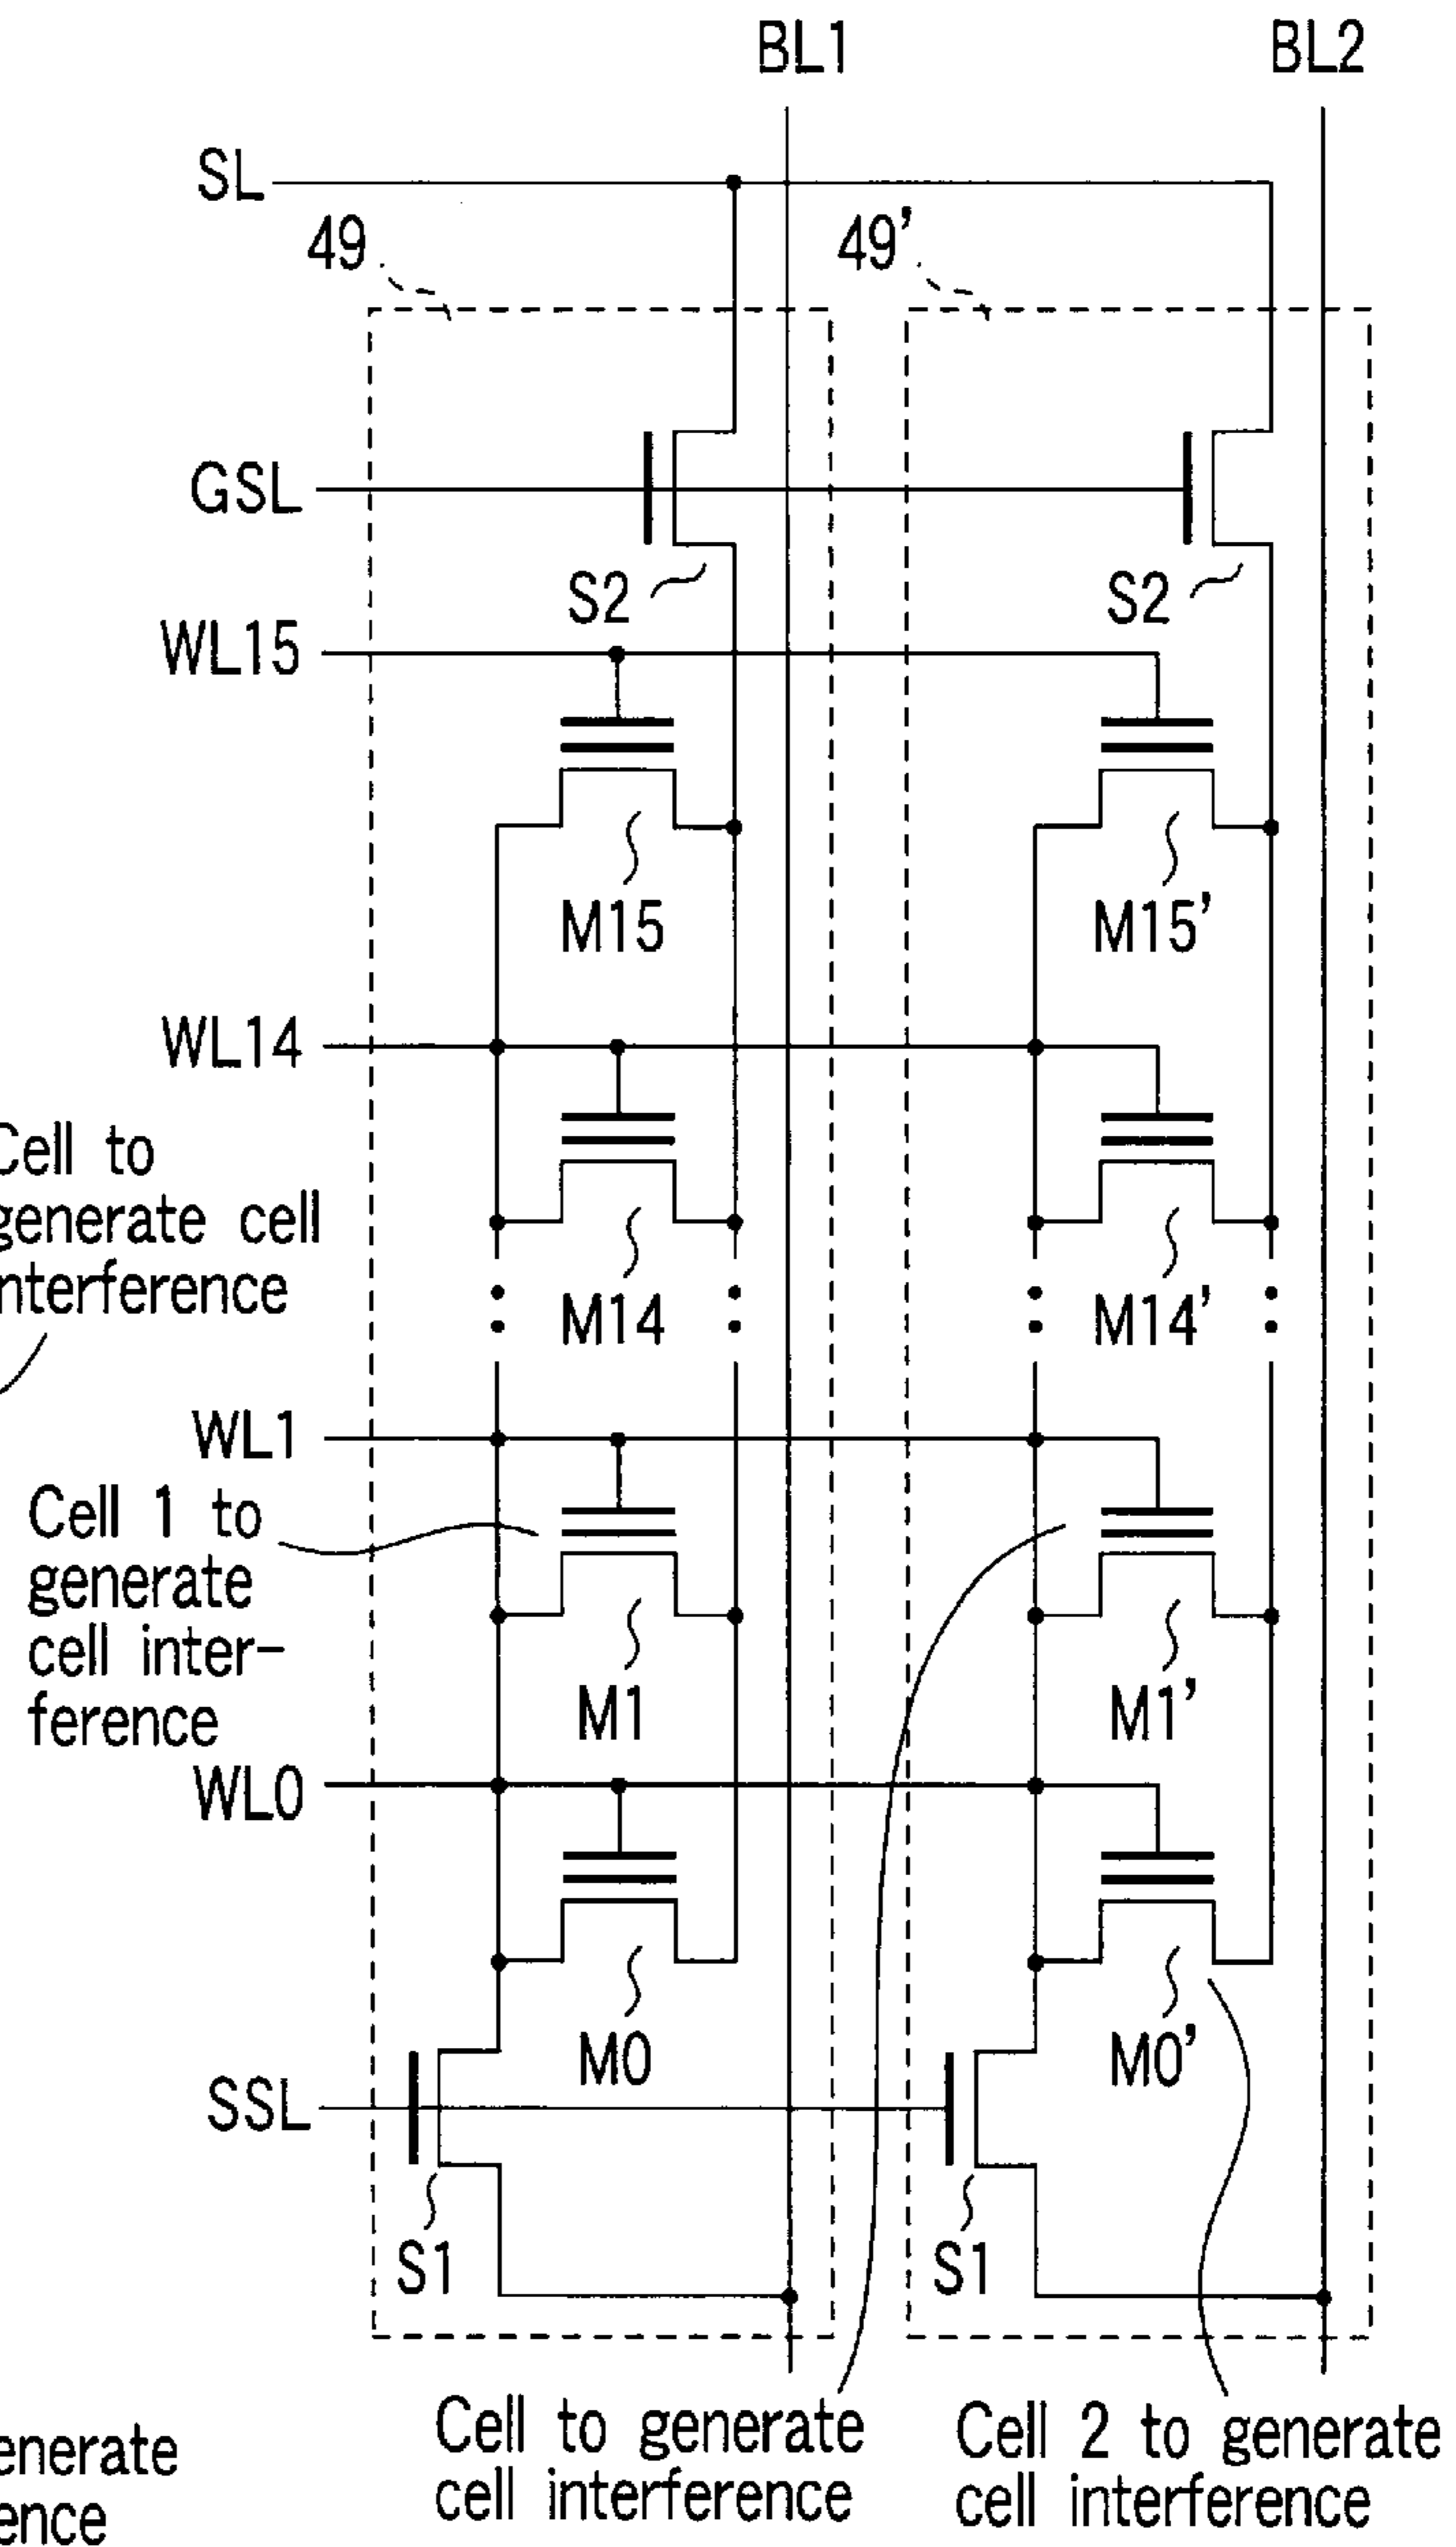 BL1 BL2
SL
49 49'
GSL
S2 S2
WL15
M15 M15'
WL14
Cell to
generate cell
interference
M14 M14'
WL1
Cell 1 to
generate
cell inter-
ference
M1 M1'
WL0
M0 M0'
SSL
S1 S1
Cell to generate
cell interference
Cell 2 to generate
cell interference
enerate
ence